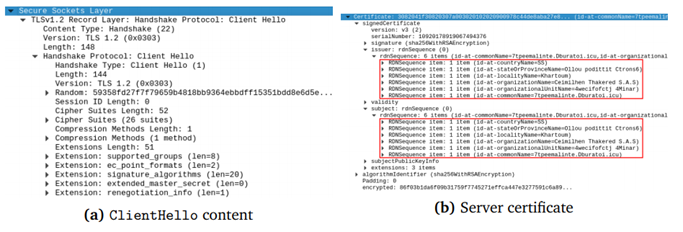 Secure Sockets Layer
TLSv1.2 Record Layer: Handshake Protocol: Client Hello
Content Type: Handshake (22)
Version: TLS 1.2 (0x0303)
Length: 148
Handshake Protocol: Client Hello
Handshake Type: Client Hello (1)
Length: 144
Version: TLS 1.2 (0x0303)
Random: 59358fd27f7f79659b4818bb9364ebbdff15351bdd8e6d5e...
Session ID Length: 0
Cipher Suites Length: 52
Cipher Suites (26 suites)
Compression Methods Length: 1
Compression Methods (1 method)
Extensions Length: 51
Extension: supported_groups (len=8)
Extension: ec_point_formats (len=2)
Extension: signature_algorithms (len=20)
Extension: extended_master_secret (len=0)
Extension: renegotiation_info (len=1)
(a) ClientHello content
(id-at-commonName=7tpeemalinte.Dburatoi.icu,id-at-organizational
signedCertificate
version: v3 (2)
serialNumber: 10920178919067494376
signature (sha256WithRSAEncryption)
issuer: rdnSequence (0)
rdnSequence: 6 items (id-at-commonName=7tpeemalinte.Dburatoi.icu,id-at-organizational
RDNSequence item: 1 item (id-at-countryName=SS)
RDNSequence item: 1 item (id-at-stateOrProvinceName=Ollou podittit Ctrons6)
RDNSequence item: 1 item (id-at-localityName=Khartoum)
RDNSequence item: 1 item (id-at-organizationName=Ceimilhen Thakered S.A.S)
RDNSequence item: 1 item (id-at-organizationalUnitName=4wecifofctj 4Minar)
RDNSequence item: 1 item (id-at-commonName=7tpeemalinte.Dburatoi.icu)
validity
subject: rdnSequence (0)
rdnSequence: 6 items (id-at-commonName=7tpeemalinte.Dburatoi.icu,id-at-organizational
RDNSequence item: 1 item (id-at-countryName=SS)
RDNSequence item: 1 item (id-at-stateOrProvinceName=Ollou podittit Ctrons6)
RDNSequence item: 1 item (id-at-localityName=Khartoum)
RDNSequence item: 1 item (id-at-organizationName=Ceimilhen Thakered S.A.S)
RDNSequence item: 1 item (id-at-organizationalUnitName=4wecifofctj 4Minar)
RDNSequence item: 1 item (id-at-commonName=7tpeemalinte.Dburatoi.icu)
subjectPublicKeyInfo
extensions: 3 items
algorithmIdentifier (sha256WithRSAEncryption)
Padding: 0
encrypted: 06f93b1da6f09b31759f7745271effca447e3277591c6a89...
(b) Server certificate